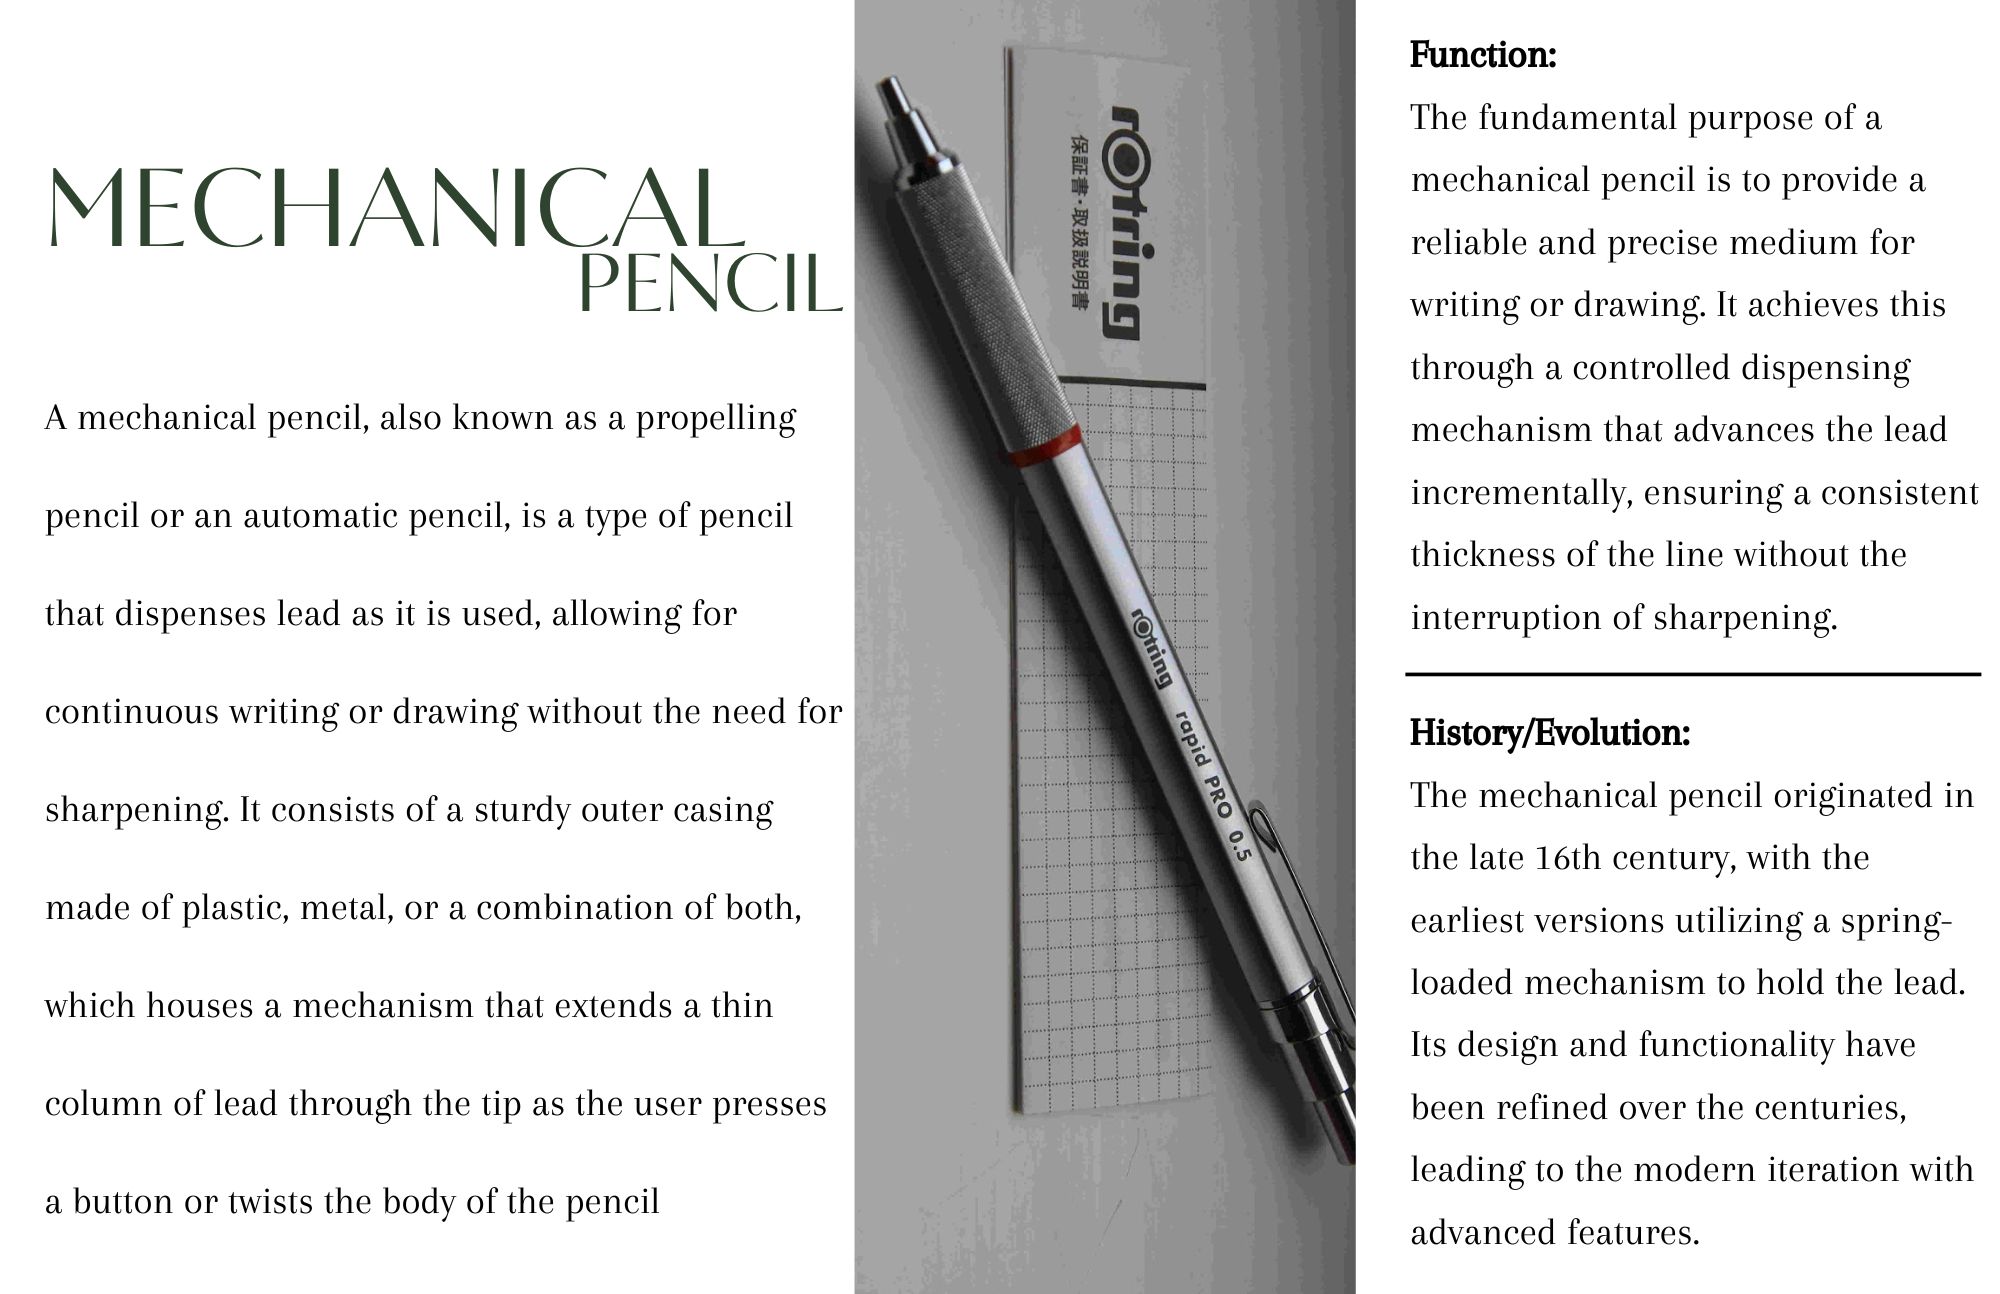 MECHANICAL
PENCIL
A mechanical pencil, also known as a propelling
pencil or an automatic pencil, is a type of pencil
that dispenses lead as it is used, allowing for
continuous writing or drawing without the need for
sharpening. It consists of a sturdy outer casing
made of plastic, metal, or a combination of both,
which houses a mechanism that extends a thin
column of lead through the tip as the user presses
a button or twists the body of the pencil
rotring
保証書・取扱説明書
rotring rapid PRO 0.5
Function:
The fundamental purpose of a
mechanical pencil is to provide a
reliable and precise medium for
writing or drawing. It achieves this
through a controlled dispensing
mechanism that advances the lead
incrementally, ensuring a consistent
thickness of the line without the
interruption of sharpening.
History/Evolution:
The mechanical pencil originated in
the late 16th century, with the
earliest versions utilizing a spring-
loaded mechanism to hold the lead.
Its design and functionality have
been refined over the centuries,
leading to the modern iteration with
advanced features.